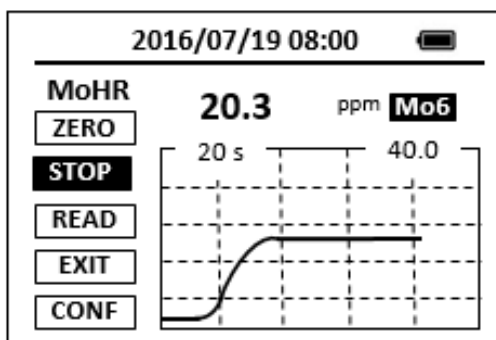 2016/07/19 08:00
MoHR
20.3 ppm Mo6
ZERO
20 s 40.0
STOP
READ
EXIT
CONF